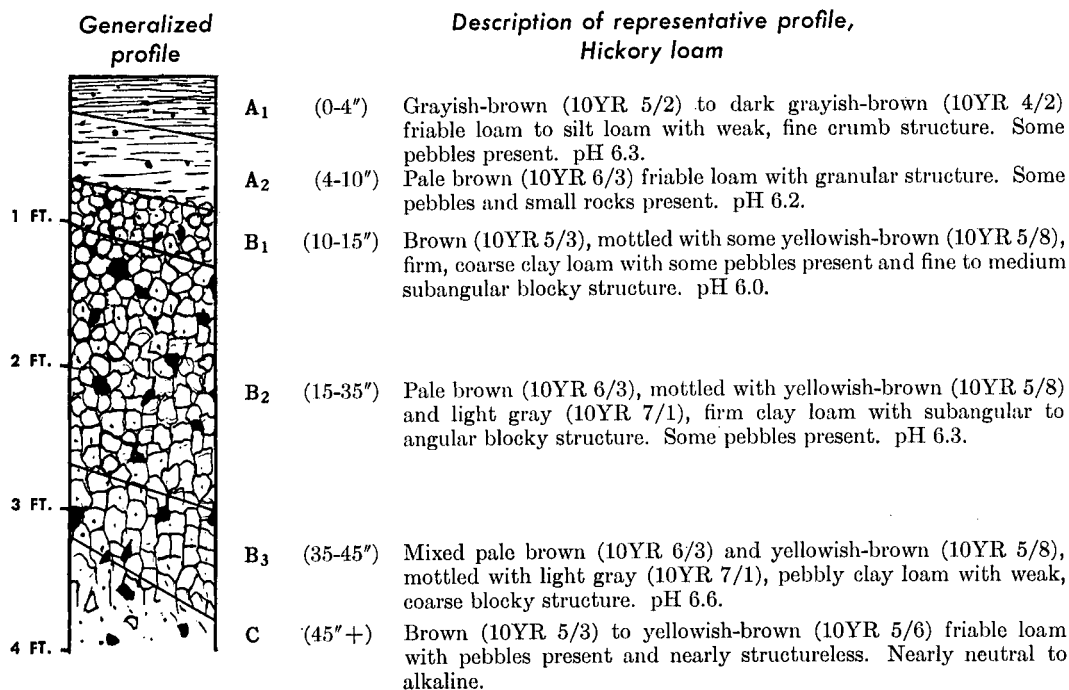 Generalized
profile
Description of representative profile,
Hickory loam
A1 (0-4″) Grayish-brown (10YR 5/2) to dark grayish-brown (10YR 4/2)
friable loam to silt loam with weak, fine crumb structure. Some
pebbles present. pH 6.3.
A2 (4-10″) Pale brown (10YR 6/3) friable loam with granular structure. Some
pebbles and small rocks present. pH 6.2.
1 FT.
B1 (10-15″) Brown (10YR 5/3), mottled with some yellowish-brown (10YR 5/8),
firm, coarse clay loam with some pebbles present and fine to medium
subangular blocky structure. pH 6.0.
2 FT.
B2 (15-35″) Pale brown (10YR 6/3), mottled with yellowish-brown (10YR 5/8)
and light gray (10YR 7/1), firm clay loam with subangular to
angular blocky structure. Some pebbles present. pH 6.3.
3 FT.
B3 (35-45″) Mixed pale brown (10YR 6/3) and yellowish-brown (10YR 5/8),
mottled with light gray (10YR 7/1), pebbly clay loam with weak,
coarse blocky structure. pH 6.6.
C (45″+) Brown (10YR 5/3) to yellowish-brown (10YR 5/6) friable loam
with pebbles present and nearly structureless. Nearly neutral to
alkaline.
4 FT.